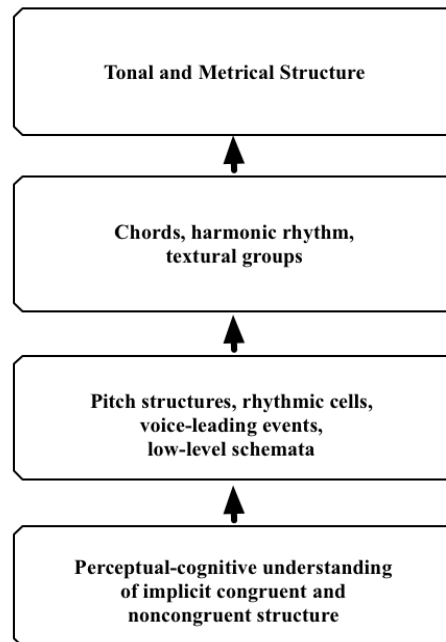 Tonal and Metrical Structure
Chords, harmonic rhythm,
textural groups
Pitch structures, rhythmic cells,
voice-leading events,
low-level schemata
Perceptual-cognitive understanding
of implicit congruent and
noncongruent structure